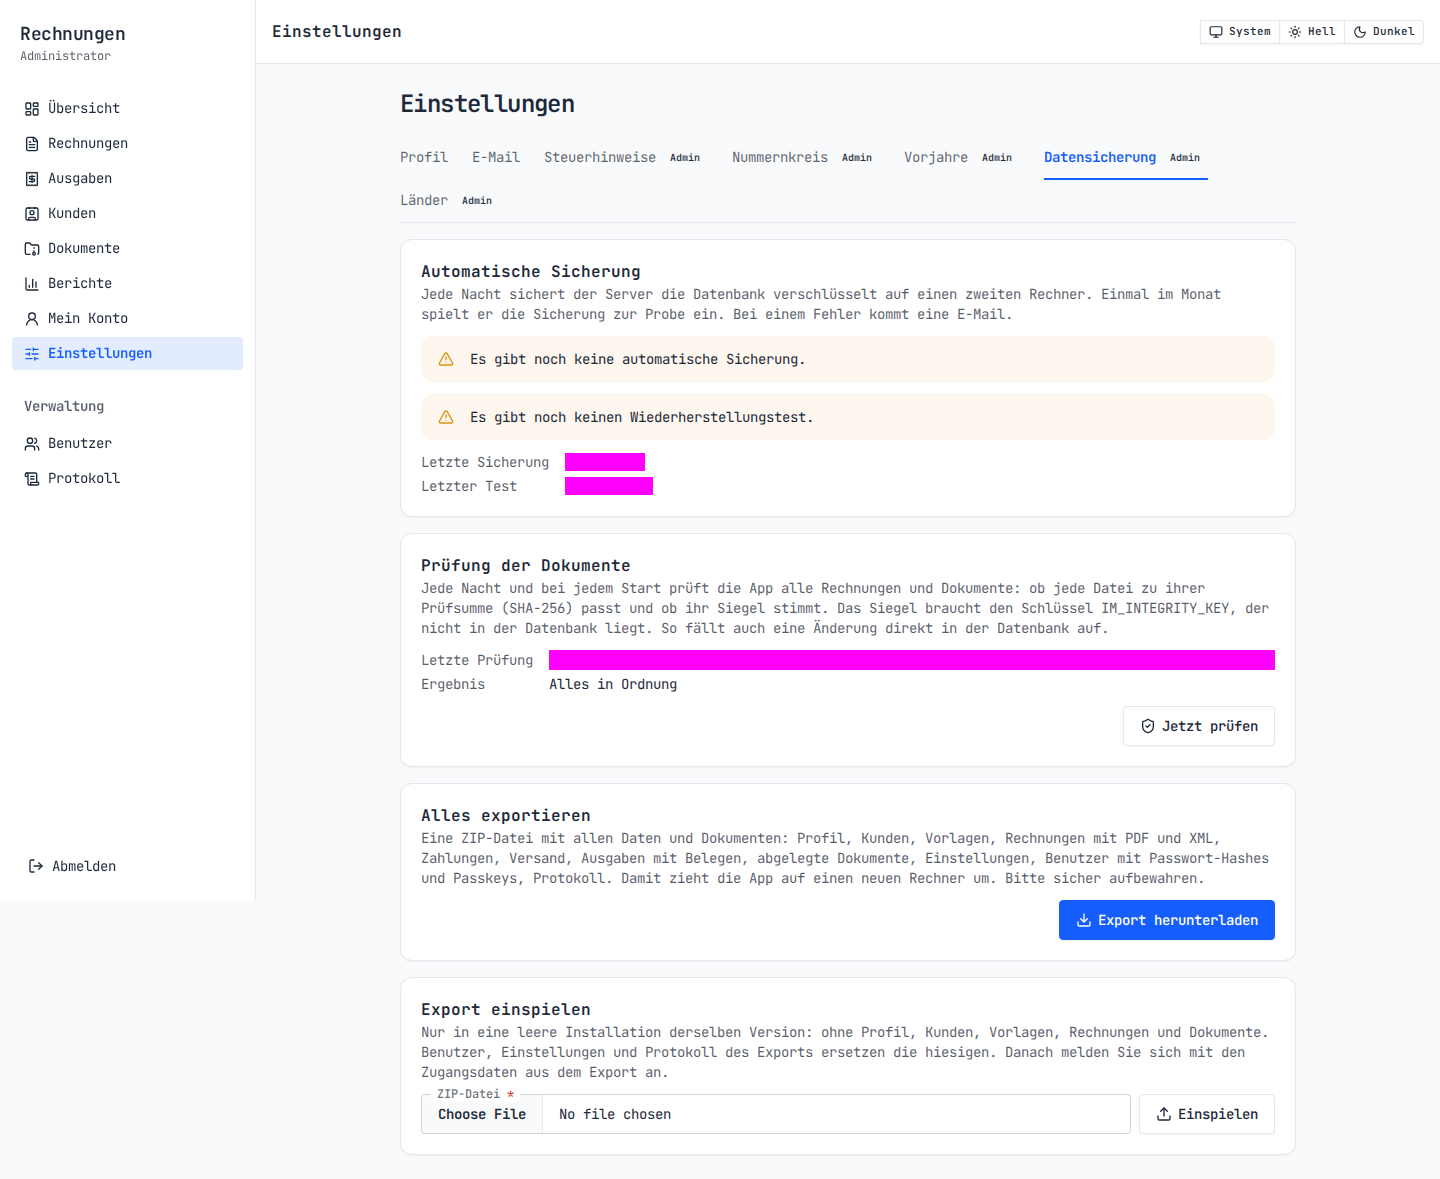 Rechnungen
Administrator
Übersicht
Rechnungen
Ausgaben
Kunden
Dokumente
Berichte
Mein Konto
Einstellungen
Verwaltung
Benutzer
Protokoll
Abmelden
Einstellungen
System Hell Dunkel
Einstellungen
Profil E-Mail Steuerhinweise Admin Nummernkreis Admin Vorjahre Admin Datensicherung Admin
Länder Admin
Automatische Sicherung
Jede Nacht sichert der Server die Datenbank verschlüsselt auf einen zweiten Rechner. Einmal im Monat
spielt er die Sicherung zur Probe ein. Bei einem Fehler kommt eine E-Mail.
Es gibt noch keine automatische Sicherung.
Es gibt noch keinen Wiederherstellungstest.
Letzte Sicherung
Letzter Test
Prüfung der Dokumente
Jede Nacht und bei jedem Start prüft die App alle Rechnungen und Dokumente: ob jede Datei zu ihrer
Prüfsumme (SHA-256) passt und ob ihr Siegel stimmt. Das Siegel braucht den Schlüssel IM_INTEGRITY_KEY, der
nicht in der Datenbank liegt. So fällt auch eine Änderung direkt in der Datenbank auf.
Letzte Prüfung
Ergebnis Alles in Ordnung
Jetzt prüfen
Alles exportieren
Eine ZIP-Datei mit allen Daten und Dokumenten: Profil, Kunden, Vorlagen, Rechnungen mit PDF und XML,
Zahlungen, Versand, Ausgaben mit Belegen, abgelegte Dokumente, Einstellungen, Benutzer mit Passwort-Hashes
und Passkeys, Protokoll. Damit zieht die App auf einen neuen Rechner um. Bitte sicher aufbewahren.
Export herunterladen
Export einspielen
Nur in eine leere Installation derselben Version: ohne Profil, Kunden, Vorlagen, Rechnungen und Dokumente.
Benutzer, Einstellungen und Protokoll des Exports ersetzen die hiesigen. Danach melden Sie sich mit den
Zugangsdaten aus dem Export an.
ZIP-Datei *
Choose File No file chosen
Einspielen